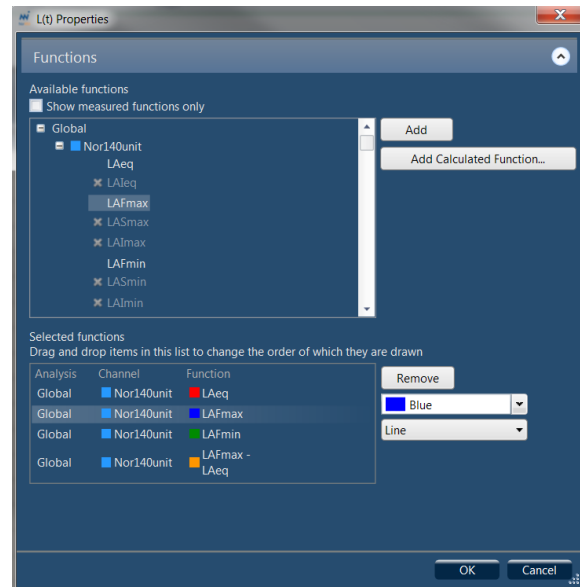 L(t) Properties
Functions
Available functions
Show measured functions only
Global
Nor140unit
LAeq
LAIeq
LAFmax
LASmax
LAImax
LAFmin
LASmin
LAImin
Add
Add Calculated Function...
Selected functions
Drag and drop items in this list to change the order of which they are drawn
Analysis Channel Function
Global Nor140unit LAeq
Global Nor140unit LAFmax
Global Nor140unit LAFmin
Global Nor140unit LAFmax -
LAeq
Remove
Blue
Line
OK Cancel